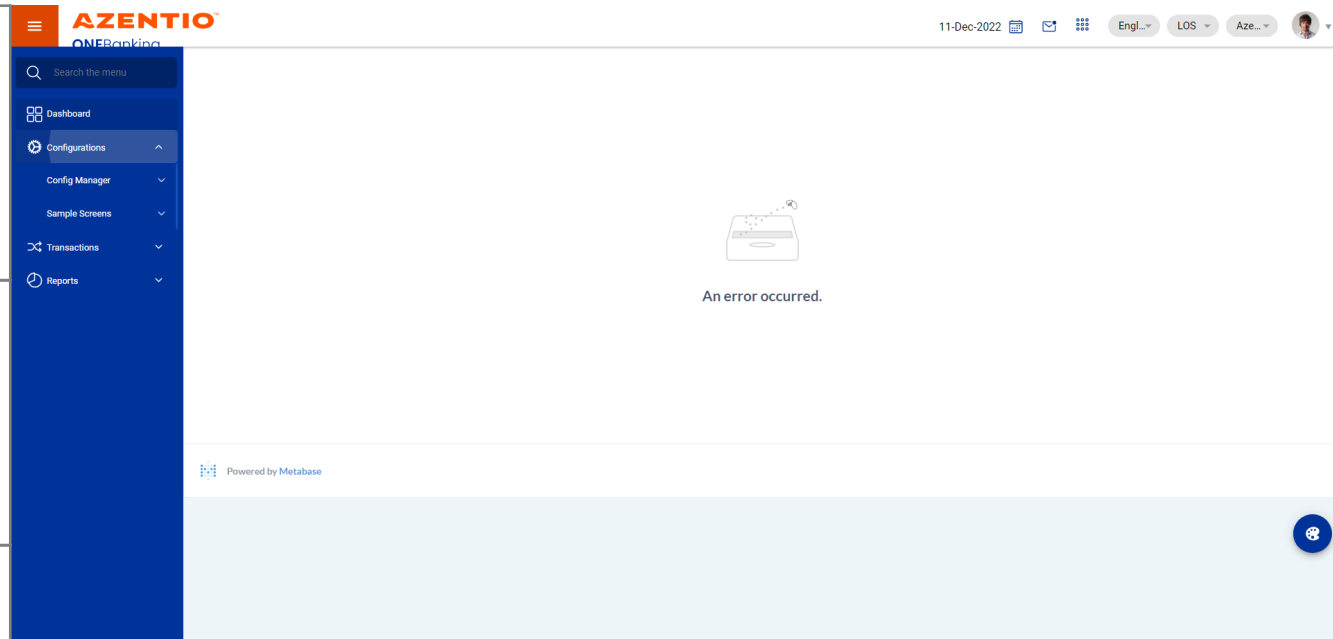 AZENTIO™
ONEBanking
11-Dec-2022
Engl...
LOS
Aze...
Search the menu
Dashboard
Configurations
Config Manager
Sample Screens
Transactions
Reports
An error occurred.
Powered by Metabase